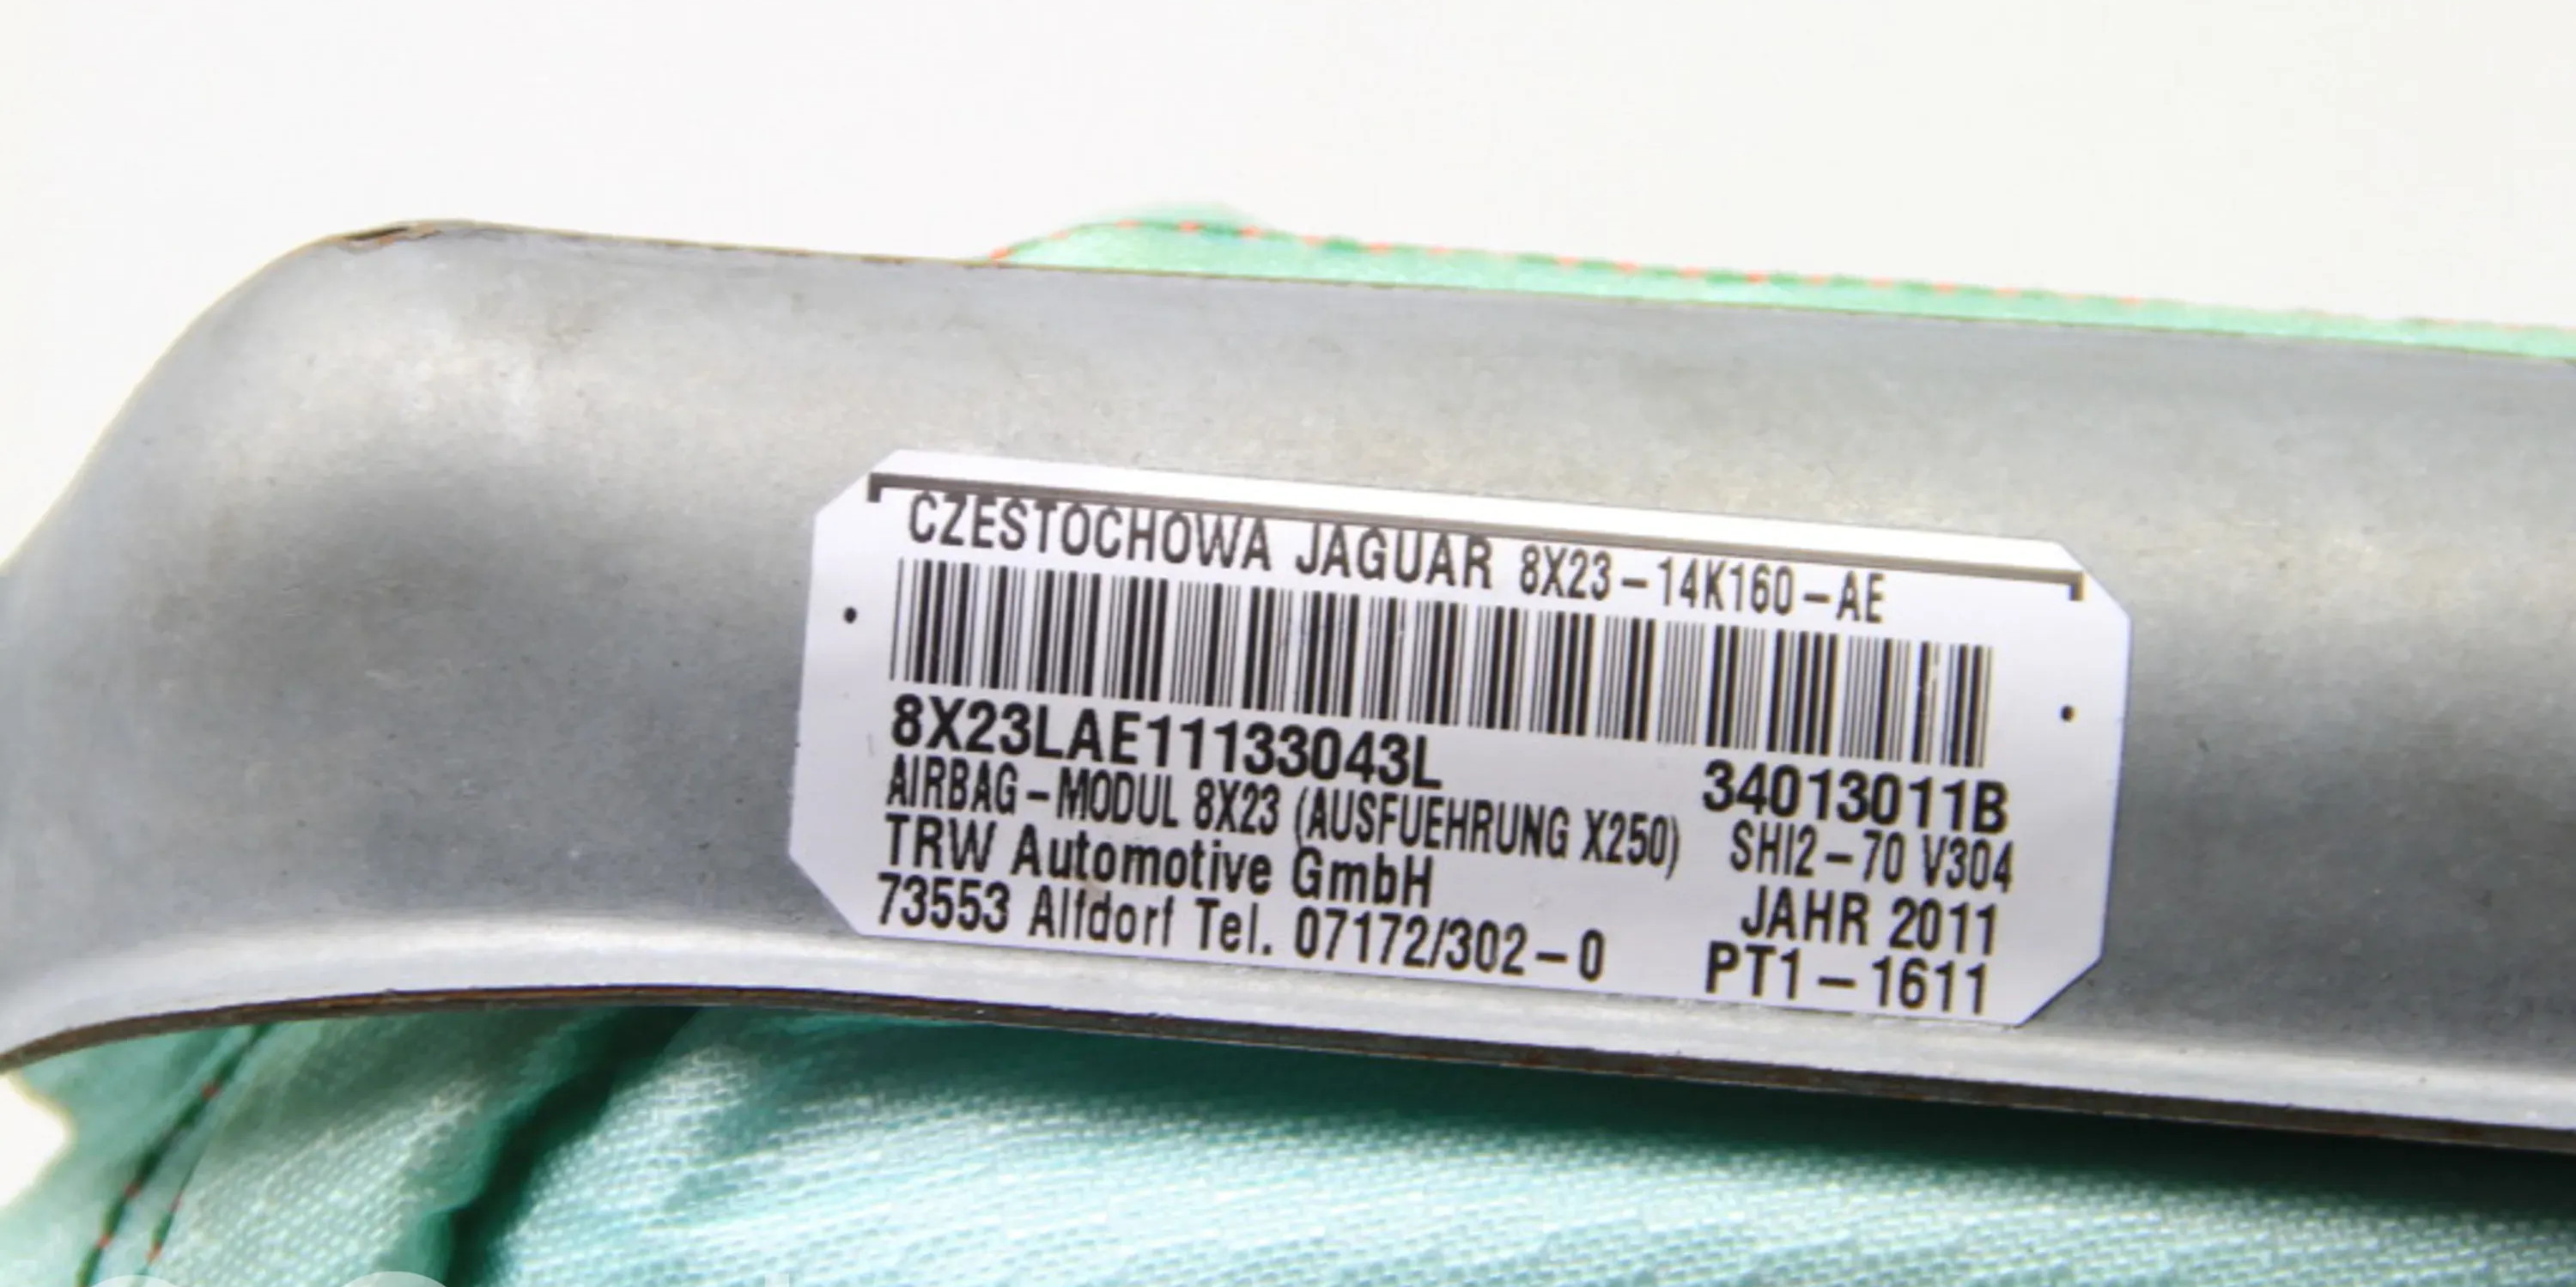 CZESTOCHOWA JAGUAR 8X23-14K160-AE
8X23LAE11133043L 34013011B
AIRBAG-MODUL 8X23 (AUSFUEHRUNG X250) SHI2-70 V304
TRW Automotive GmbH JAHR 2011
73553 Alfdorf Tel. 07172/302-0 PT1-1611